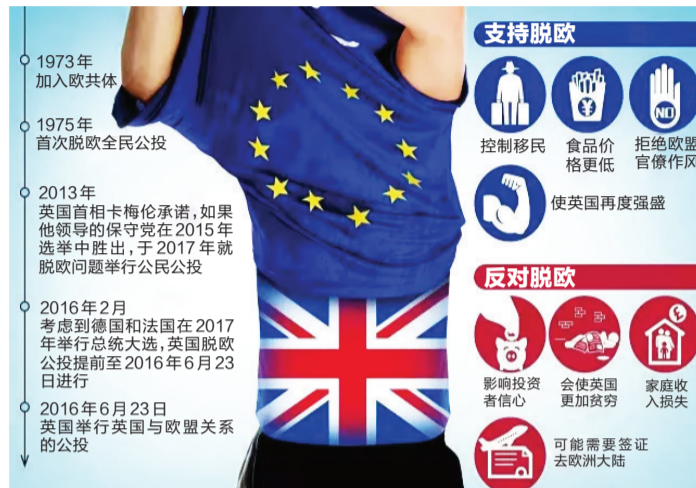 1973年
加入欧共体
1975年
首次脱欧全民公投
2013年
英国首相卡梅伦承诺，如果
他领导的保守党在2015年
选举中胜出，于2017年就
脱欧问题举行公民公投
2016年2月
考虑到德国和法国在2017
年举行总统大选，英国脱欧
公投提前至2016年6月23
日进行
2016年6月23日
英国举行英国与欧盟关系
的公投
支持脱欧
¥
NO
控制移民
食品价
格更低
拒绝欧盟
官僚作风
使英国再度强盛
反对脱欧
£
影响投资
者信心
会使英国
更加贫穷
家庭收
入损失
可能需要签证
去欧洲大陆